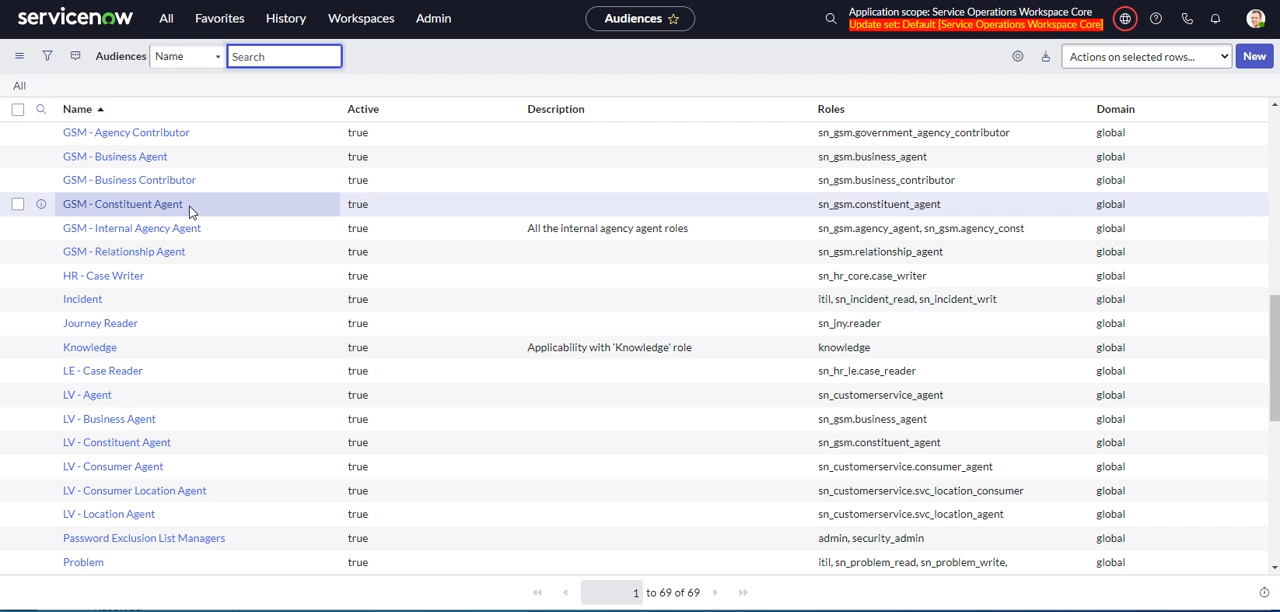 servicenow All Favorites History Workspaces Admin Audiences Application scope: Service Operations Workspace Core
Update set: Default [Service Operations Workspace Core]
Audiences Name Search Actions on selected rows... New
All
Name Active Description Roles Domain
GSM - Agency Contributor true sn_gsm.government_agency_contributor global
GSM - Business Agent true sn_gsm.business_agent global
GSM - Business Contributor true sn_gsm.business_contributor global
GSM - Constituent Agent true sn_gsm.constituent_agent global
GSM - Internal Agency Agent true All the internal agency agent roles sn_gsm.agency_agent, sn_gsm.agency_const global
GSM - Relationship Agent true sn_gsm.relationship_agent global
HR - Case Writer true sn_hr_core.case_writer global
Incident true itil, sn_incident_read, sn_incident_writ global
Journey Reader true sn_jny.reader global
Knowledge true Applicability with 'Knowledge' role knowledge global
LE - Case Reader true sn_hr_le.case_reader global
LV - Agent true sn_customerservice_agent global
LV - Business Agent true sn_gsm.business_agent global
LV - Constituent Agent true sn_gsm.constituent_agent global
LV - Consumer Agent true sn_customerservice.consumer_agent global
LV - Consumer Location Agent true sn_customerservice.svc_location_consumer global
LV - Location Agent true sn_customerservice.svc_location_agent global
Password Exclusion List Managers true admin, security_admin global
Problem true itil, sn_problem_read, sn_problem_write, global
1 to 69 of 69